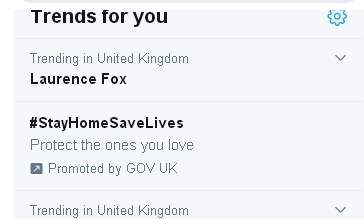 Trends for you
Trending in United Kingdom
Laurence Fox
#StayHomeSaveLives
Protect the ones you love
Promoted by GOV UK
Trending in United Kingdom